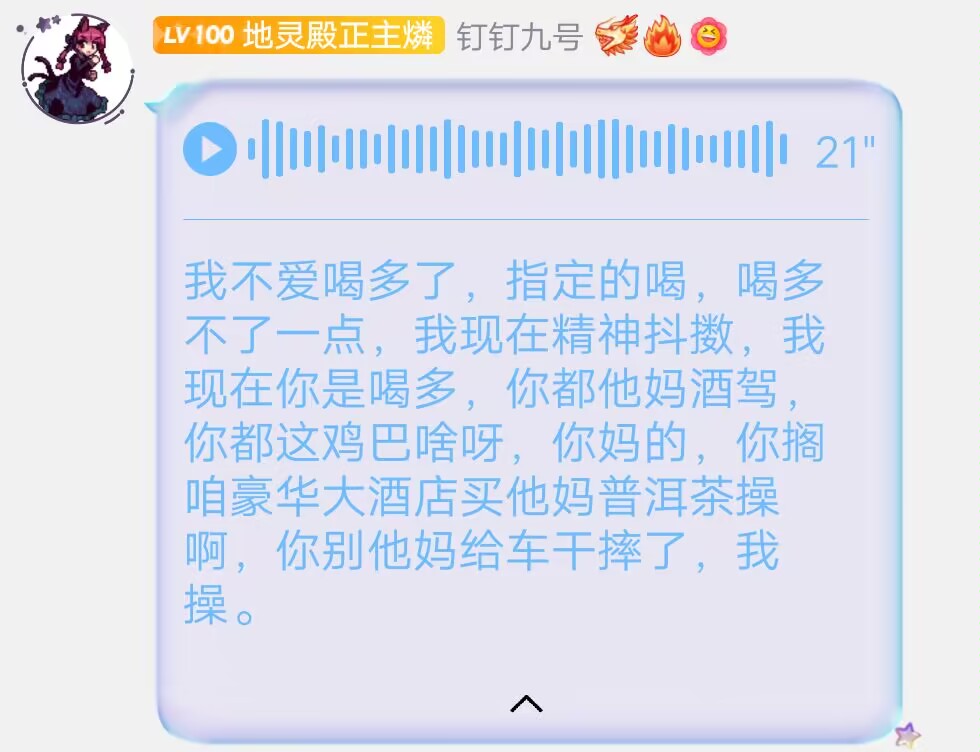 LV100 地灵殿正主燐 钉钉九号
21"
我不爱喝多了，指定的喝，喝多
不了一点，我现在精神抖擞，我
现在你是喝多，你都他妈酒驾，
你都这鸡巴啥呀，你妈的，你搁
咱豪华大酒店买他妈普洱茶操
啊，你别他妈给车干摔了，我
操。